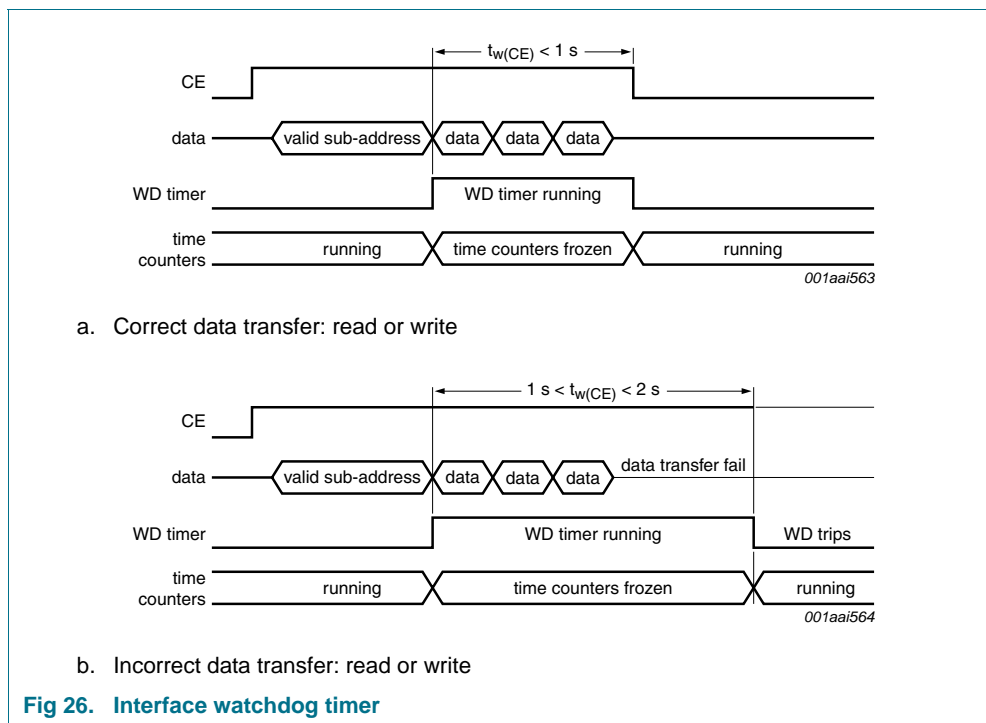 t_w(CE) < 1 s
CE
data valid sub-address data data data
WD timer WD timer running
time counters running time counters frozen running
001aai563
a. Correct data transfer: read or write
1 s < t_w(CE) < 2 s
CE
data valid sub-address data data data data transfer fail
WD timer WD timer running WD trips
time counters running time counters frozen running
001aai564
b. Incorrect data transfer: read or write
Fig 26. Interface watchdog timer